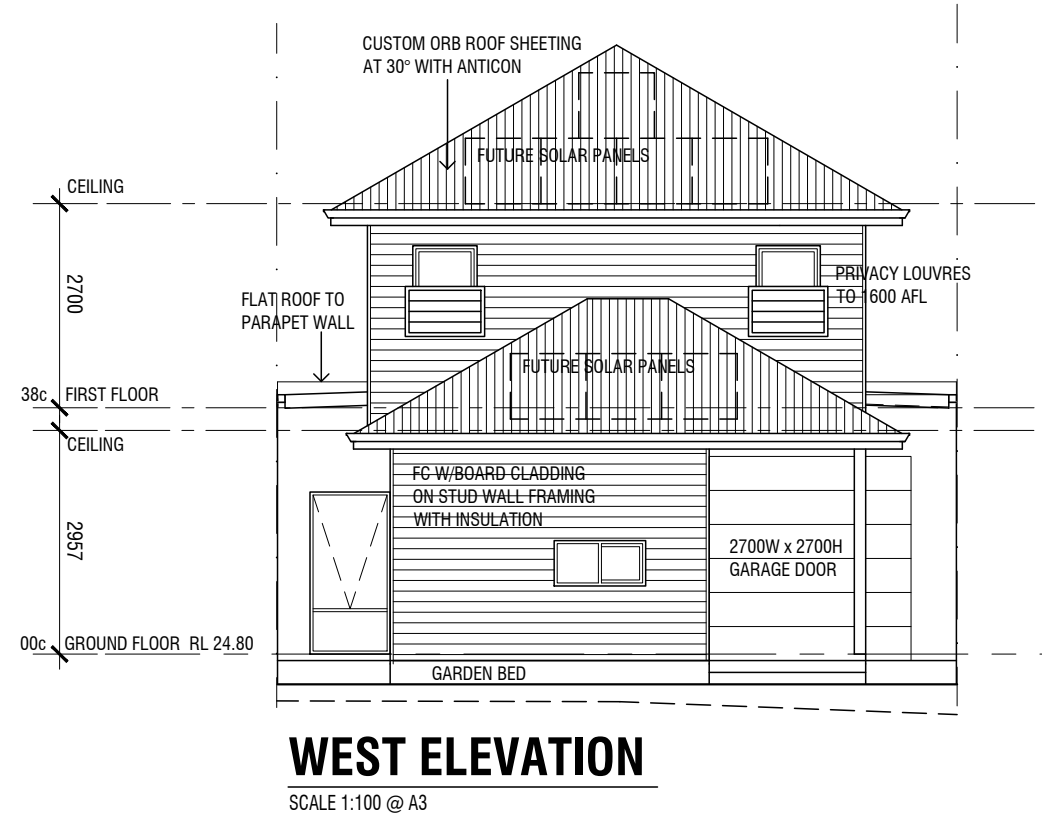 CUSTOM ORB ROOF SHEETING
AT 30° WITH ANTICON
FUTURE SOLAR PANELS
CEILING
2700
PRIVACY LOUVRES
TO 1600 AFL
FLAT ROOF TO
PARAPET WALL
FUTURE SOLAR PANELS
38c FIRST FLOOR
CEILING
FC W/BOARD CLADDING
ON STUD WALL FRAMING
WITH INSULATION
2957
2700W x 2700H
GARAGE DOOR
00c GROUND FLOOR RL 24.80
GARDEN BED
WEST ELEVATION
SCALE 1:100 @ A3